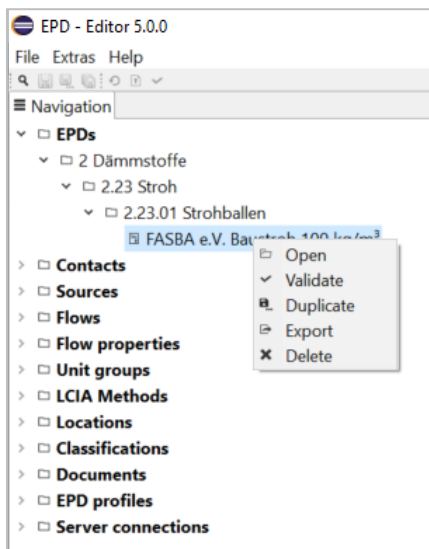 EPD - Editor 5.0.0
File Extras Help
Navigation
EPDs
2 Dämmstoffe
2.23 Stroh
2.23.01 Strohballen
FASBA e.V. Baustroh 100 kg/m³
Open
Validate
Duplicate
Export
Delete
Contacts
Sources
Flows
Flow properties
Unit groups
LCIA Methods
Locations
Classifications
Documents
EPD profiles
Server connections